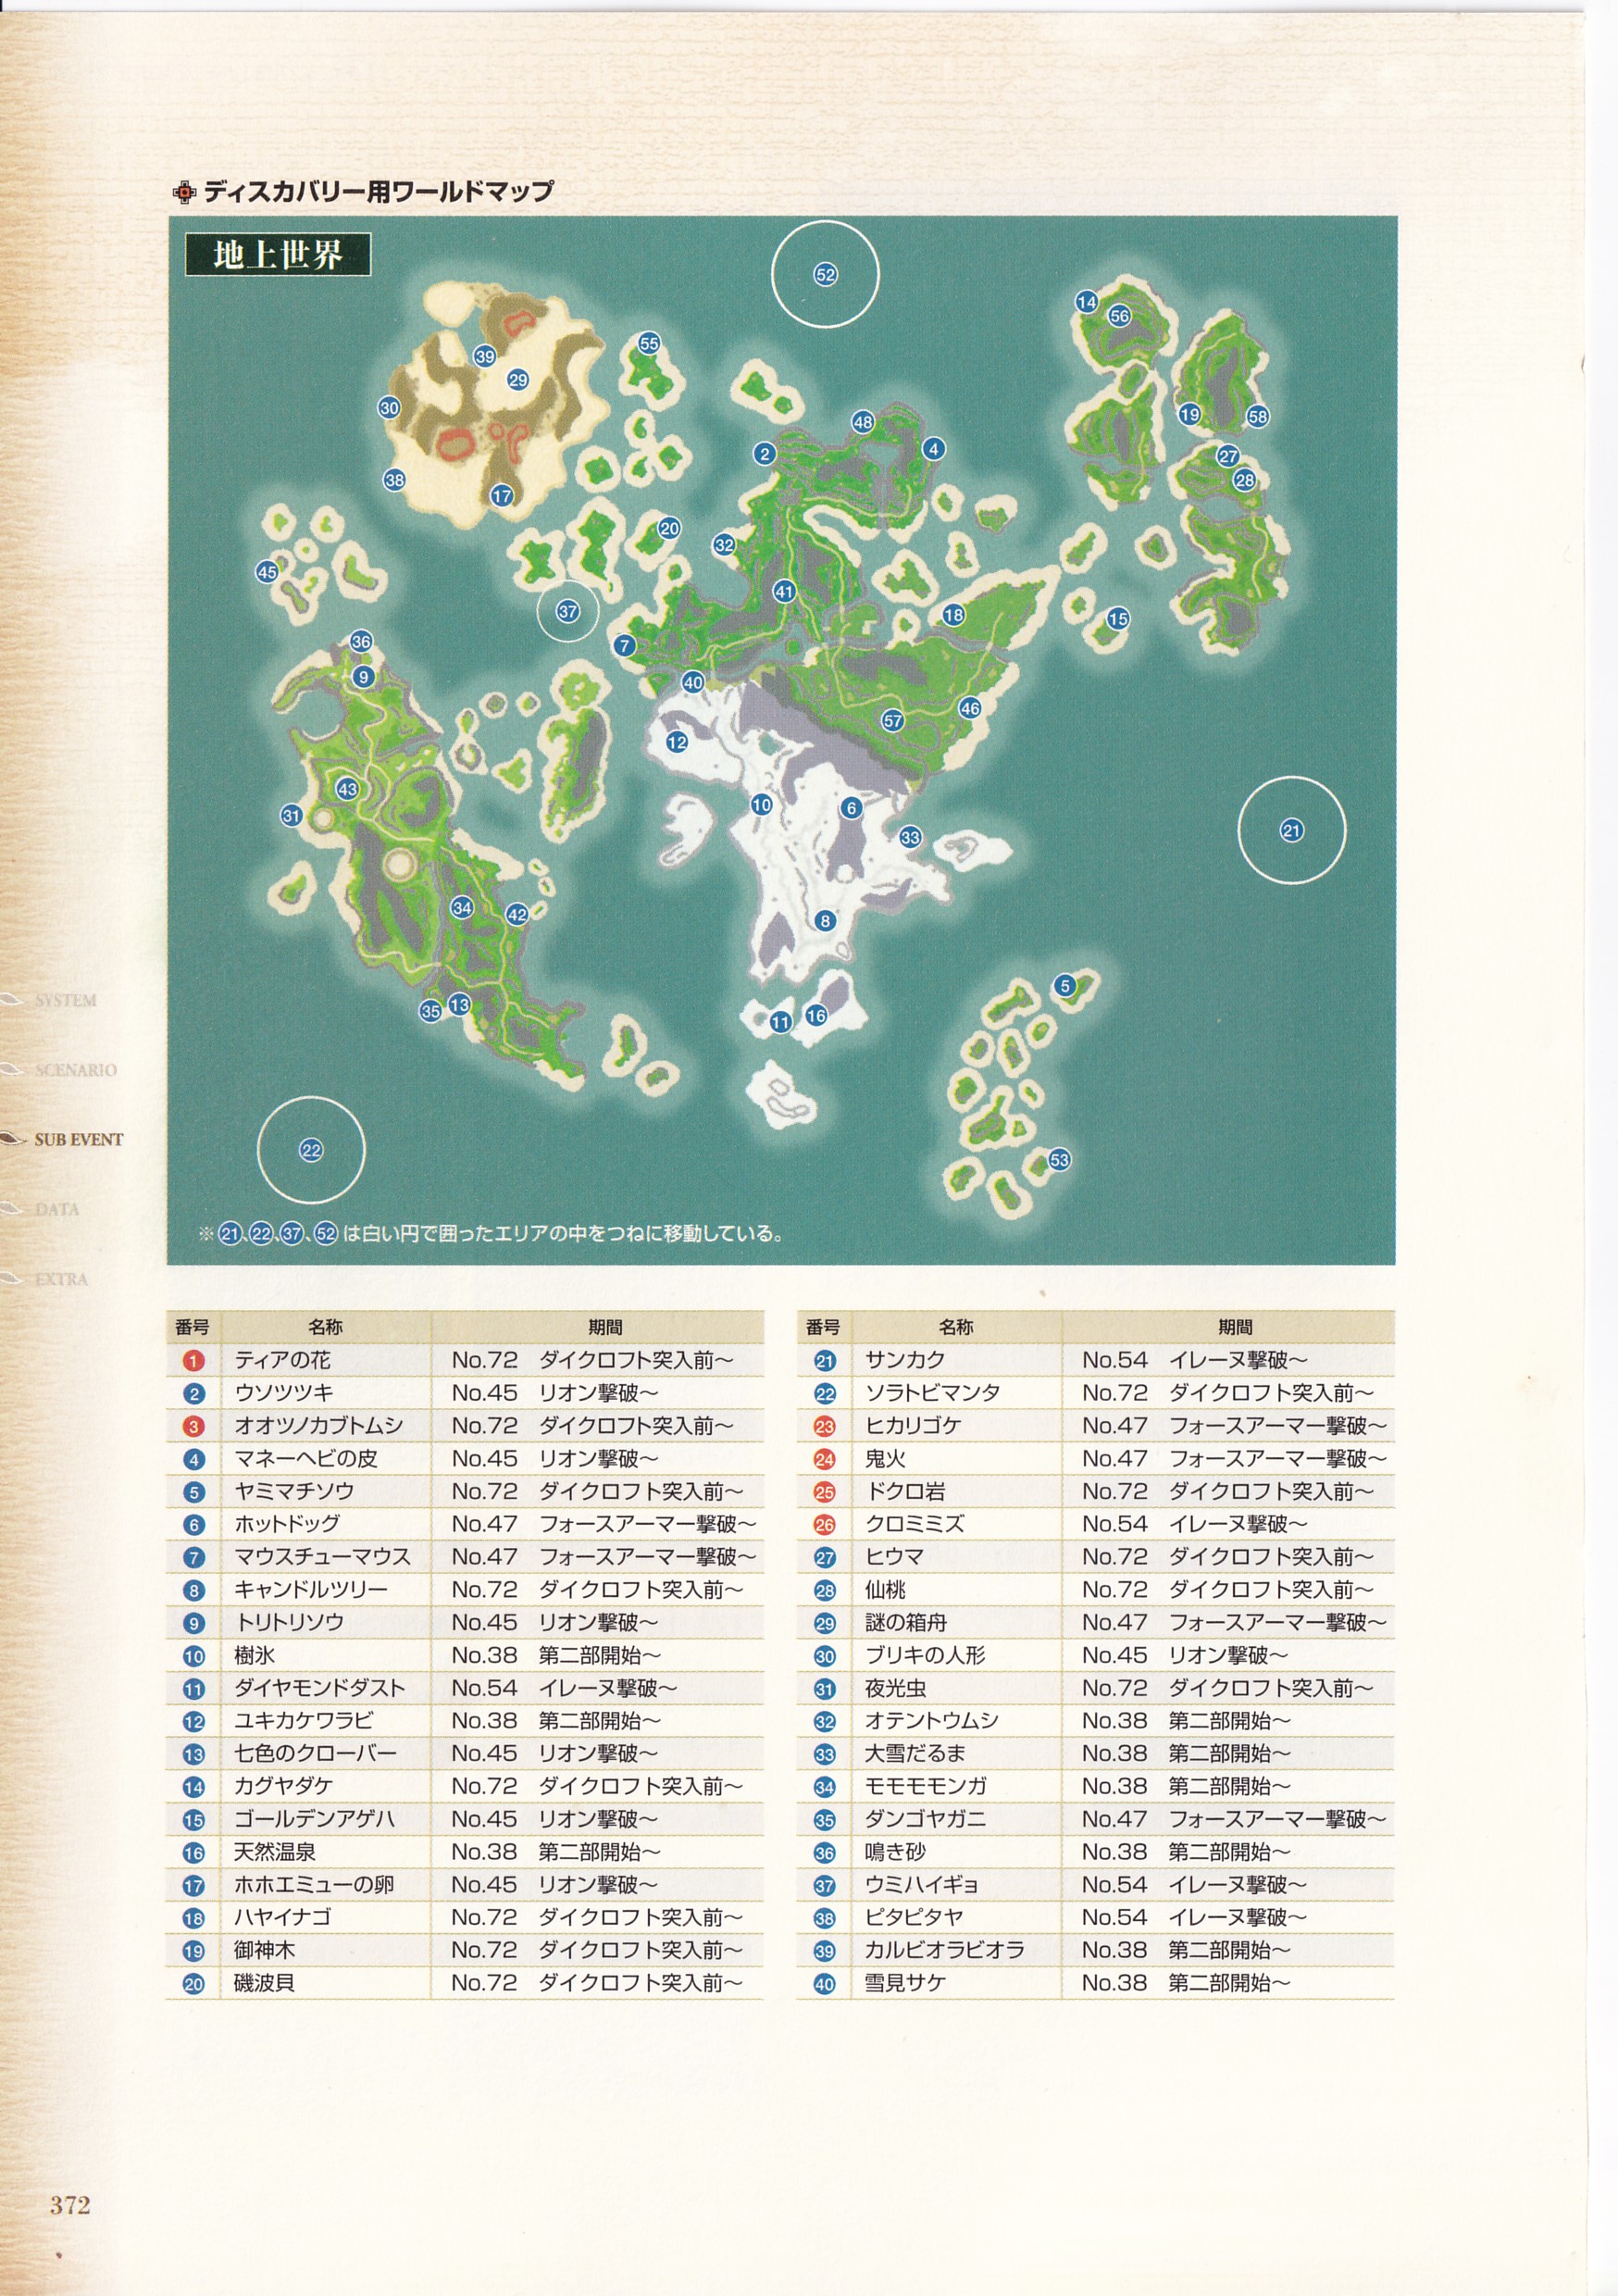 ディスカバリー用ワールドマップ
地上世界
52
14
56
55
39
29
30
19
58
48
2
4
27
38
28
17
20
32
45
41
37
18
15
36
7
9
40
46
57
12
43
10
6
31
33
21
34
42
8
5
35
13
16
11
22
53
※21、22、37、52は白い円で囲ったエリアの中をつねに移動している。
SYSTEM
SCENARIO
SUB EVENT
DATA
EXTRA
番号 名称 期間
1 ティアの花 No.72 ダイクロフト突入前～
2 ウソツツキ No.45 リオン撃破～
3 オオツノカブトムシ No.72 ダイクロフト突入前～
4 マネーヘビの皮 No.45 リオン撃破～
5 ヤミマチソウ No.72 ダイクロフト突入前～
6 ホットドッグ No.47 フォースアーマー撃破～
7 マウスチューマウス No.47 フォースアーマー撃破～
8 キャンドルツリー No.72 ダイクロフト突入前～
9 トリトリソウ No.45 リオン撃破～
10 樹氷 No.38 第二部開始～
11 ダイヤモンドダスト No.54 イレーヌ撃破～
12 ユキカケワラビ No.38 第二部開始～
13 七色のクローバー No.45 リオン撃破～
14 カグヤダケ No.72 ダイクロフト突入前～
15 ゴールデンアゲハ No.45 リオン撃破～
16 天然温泉 No.38 第二部開始～
17 ホホエミューの卵 No.45 リオン撃破～
18 ハヤイナゴ No.72 ダイクロフト突入前～
19 御神木 No.72 ダイクロフト突入前～
20 磯波貝 No.72 ダイクロフト突入前～
番号 名称 期間
21 サンカク No.54 イレーヌ撃破～
22 ソラトビマンタ No.72 ダイクロフト突入前～
23 ヒカリゴケ No.47 フォースアーマー撃破～
24 鬼火 No.47 フォースアーマー撃破～
25 ドクロ岩 No.72 ダイクロフト突入前～
26 クロミミズ No.54 イレーヌ撃破～
27 ヒウマ No.72 ダイクロフト突入前～
28 仙桃 No.72 ダイクロフト突入前～
29 謎の箱舟 No.47 フォースアーマー撃破～
30 ブリキの人形 No.45 リオン撃破～
31 夜光虫 No.72 ダイクロフト突入前～
32 オテントウムシ No.38 第二部開始～
33 大雪だるま No.38 第二部開始～
34 モモモモンガ No.38 第二部開始～
35 ダンゴヤガニ No.47 フォースアーマー撃破～
36 鳴き砂 No.38 第二部開始～
37 ウミハイギョ No.54 イレーヌ撃破～
38 ピタピタヤ No.54 イレーヌ撃破～
39 カルビオラビオラ No.38 第二部開始～
40 雪見サケ No.38 第二部開始～
372